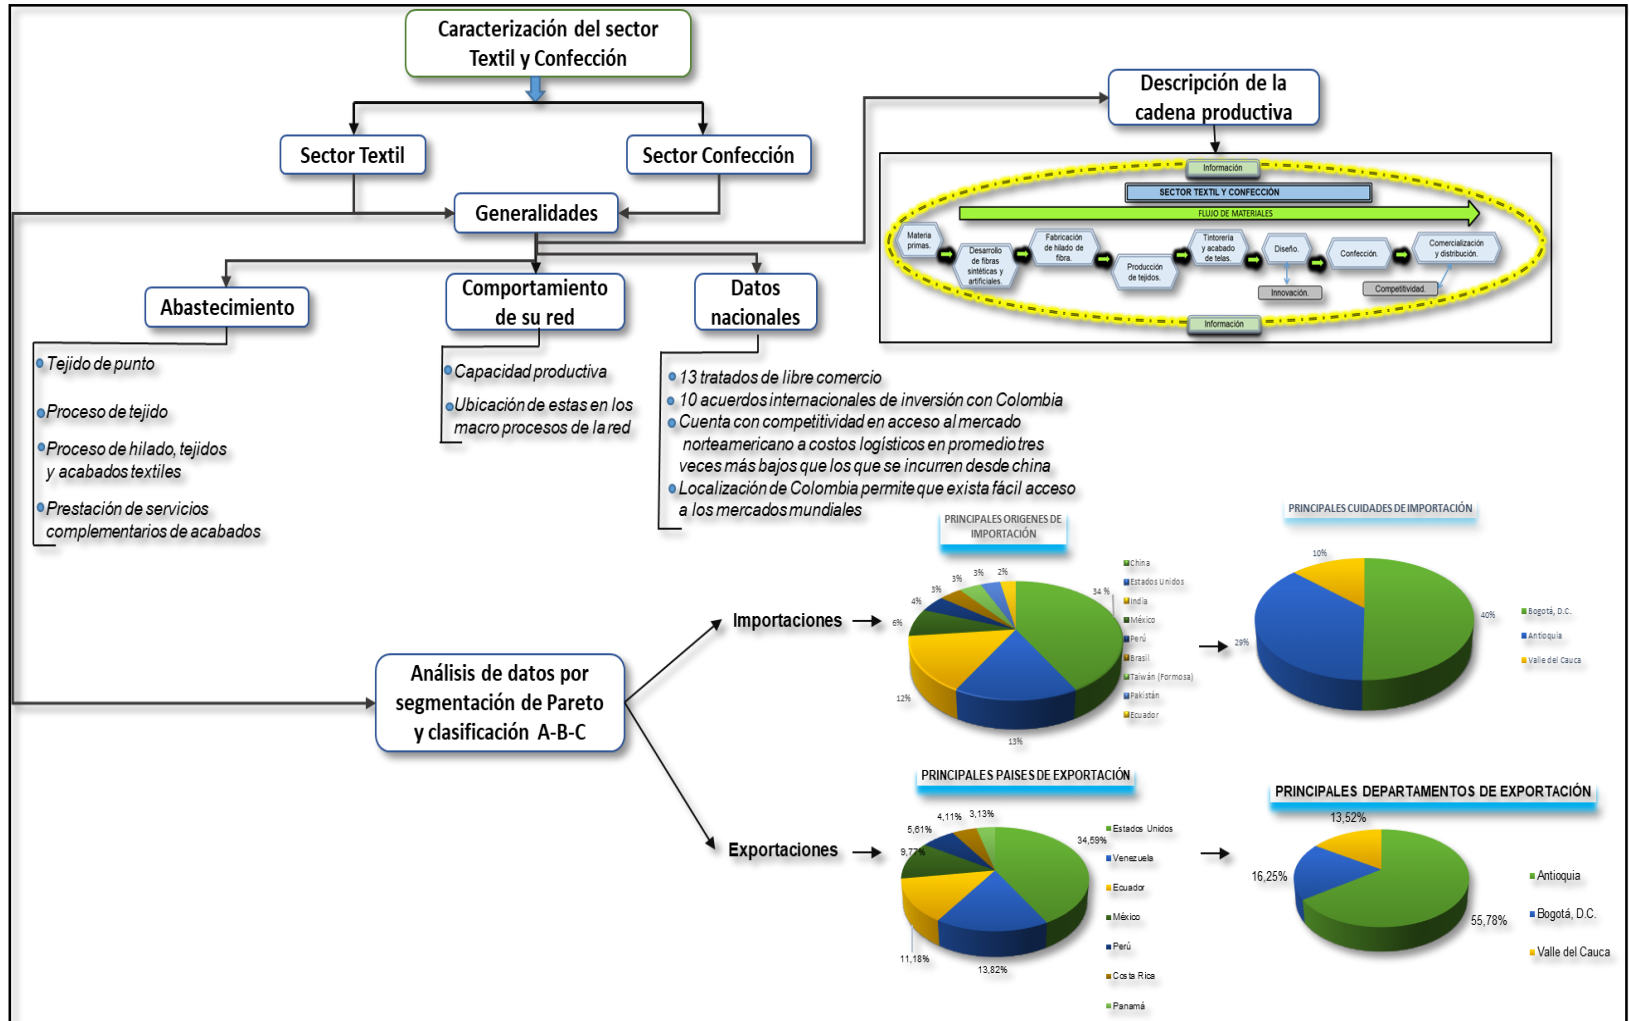 Caracterización del sector
Textil y Confección
Sector Textil
Sector Confección
Generalidades
Descripción de la
cadena productiva
Información
SECTOR TEXTIL Y CONFECCIÓN
FLUJO DE MATERIALES
Materia
primas.
Desarrollo
de fibras
sintéticas y
artificiales.
Fabricación
de hilado de
fibra.
Producción
de tejidos.
Tintorería
y acabado
de telas.
Diseño.
Confección.
Comercialización
y distribución.
Innovación.
Competitividad.
Información
Abastecimiento
Tejido de punto
Proceso de tejido
Proceso de hilado, tejidos
y acabados textiles
Prestación de servicios
complementarios de acabados
Comportamiento
de su red
Capacidad productiva
Ubicación de estas en los
macro procesos de la red
Datos
nacionales
13 tratados de libre comercio
10 acuerdos internacionales de inversión con Colombia
Cuenta con competitividad en acceso al mercado
norteamericano a costos logísticos en promedio tres
veces más bajos que los que se incurren desde china
Localización de Colombia permite que exista fácil acceso
a los mercados mundiales
Análisis de datos por
segmentación de Pareto
y clasificación A-B-C
Importaciones
PRINCIPALES ORIGENES DE
IMPORTACIÓN
34 %
13%
12%
6%
4%
3%
3%
3%
2%
China
Estados Unidos
India
México
Perú
Brasil
Taiwán (Formosa)
Pakistán
Ecuador
PRINCIPALES CUIDADES DE IMPORTACIÓN
40%
29%
10%
Bogotá, D.C.
Antioquia
Valle del Cauca
Exportaciones
PRINCIPALES PAISES DE EXPORTACIÓN
34,59%
13,82%
11,18%
9,77%
5,61%
4,11%
3,13%
Estados Unidos
Venezuela
Ecuador
México
Perú
Costa Rica
Panamá
PRINCIPALES DEPARTAMENTOS DE EXPORTACIÓN
13,52%
16,25%
55,78%
Antioquia
Bogotá, D.C.
Valle del Cauca